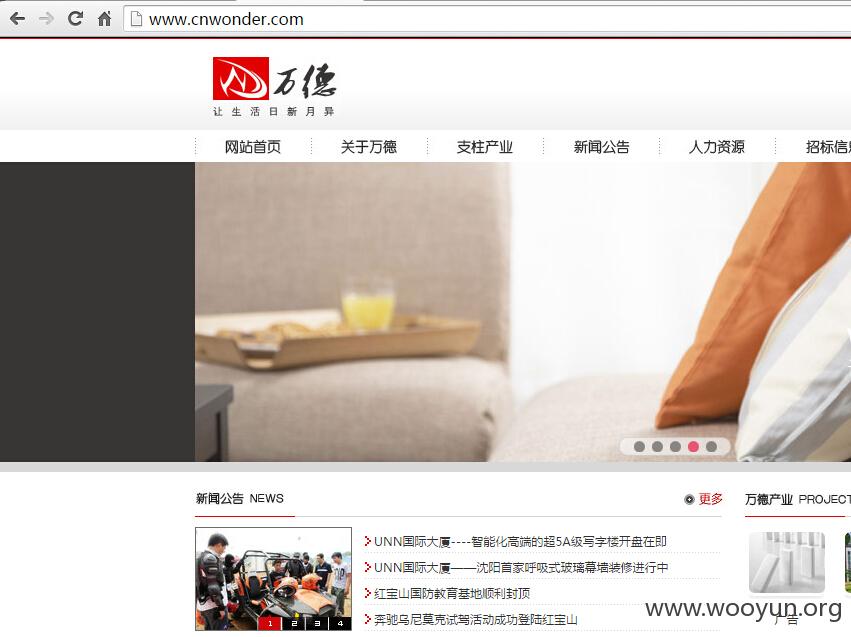 www.cnwonder.com
万德
让生活日新月异
网站首页 关于万德 支柱产业 新闻公告 人力资源 招标信息
新闻公告 NEWS 更多 万德产业 PROJECT
UNN国际大厦----智能化高端的超5A级写字楼开盘在即
UNN国际大厦——沈阳首家呼吸式玻璃幕墙装修进行中
红宝山国防教育基地顺利封顶
奔驰乌尼莫克试驾活动成功登陆红宝山
1 2 3 4
广告
www.wooyun.org